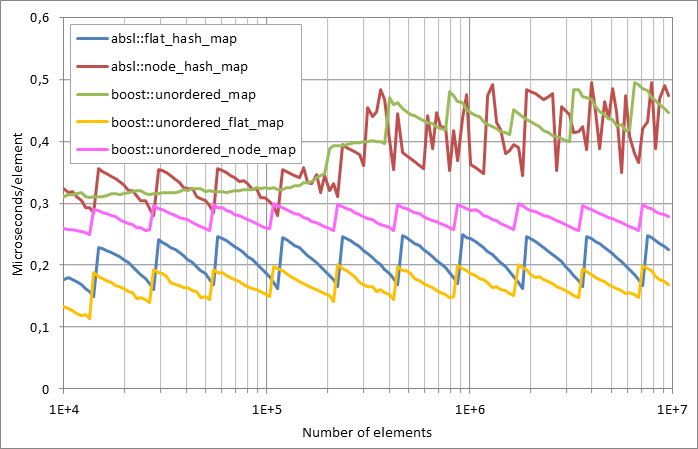 0,6
absl::flat_hash_map
absl::node_hash_map
boost::unordered_map
boost::unordered_flat_map
boost::unordered_node_map
0,5
0,4
0,3
0,2
0,1
0
Microseconds/element
1E+4
1E+5
1E+6
1E+7
Number of elements